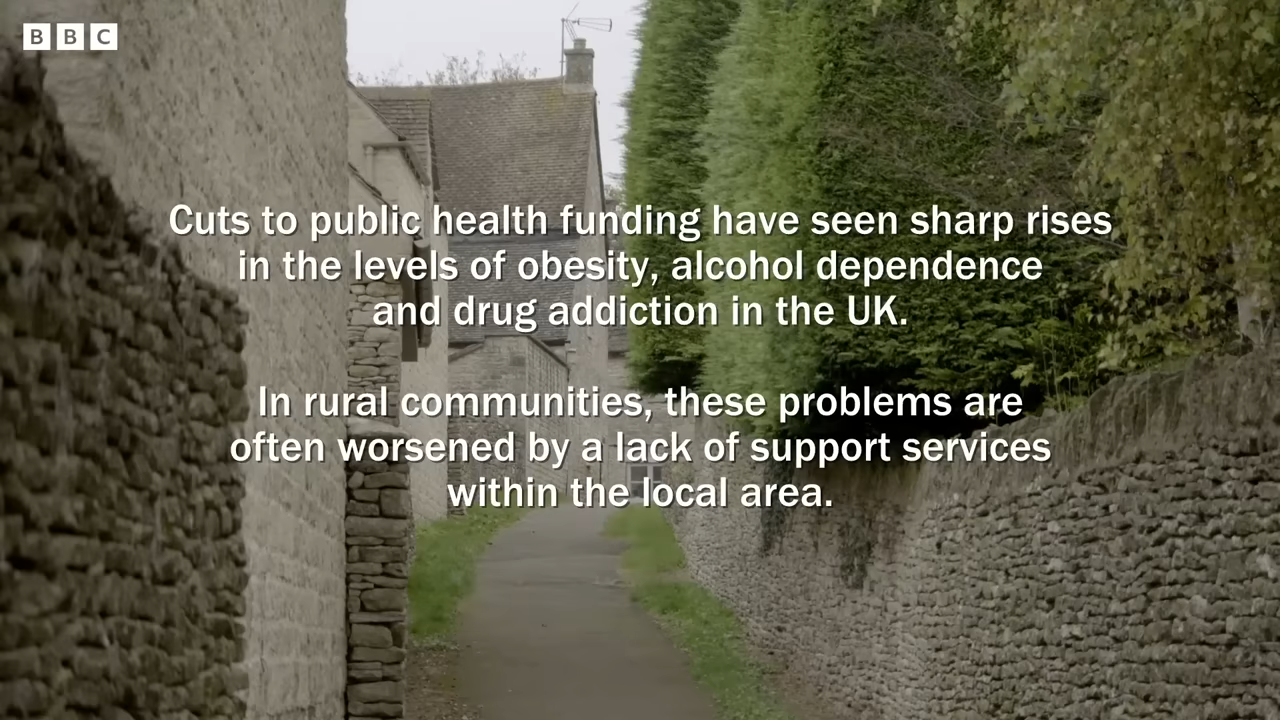 BBC
Cuts to public health funding have seen sharp rises
in the levels of obesity, alcohol dependence
and drug addiction in the UK.
In rural communities, these problems are
often worsened by a lack of support services
within the local area.